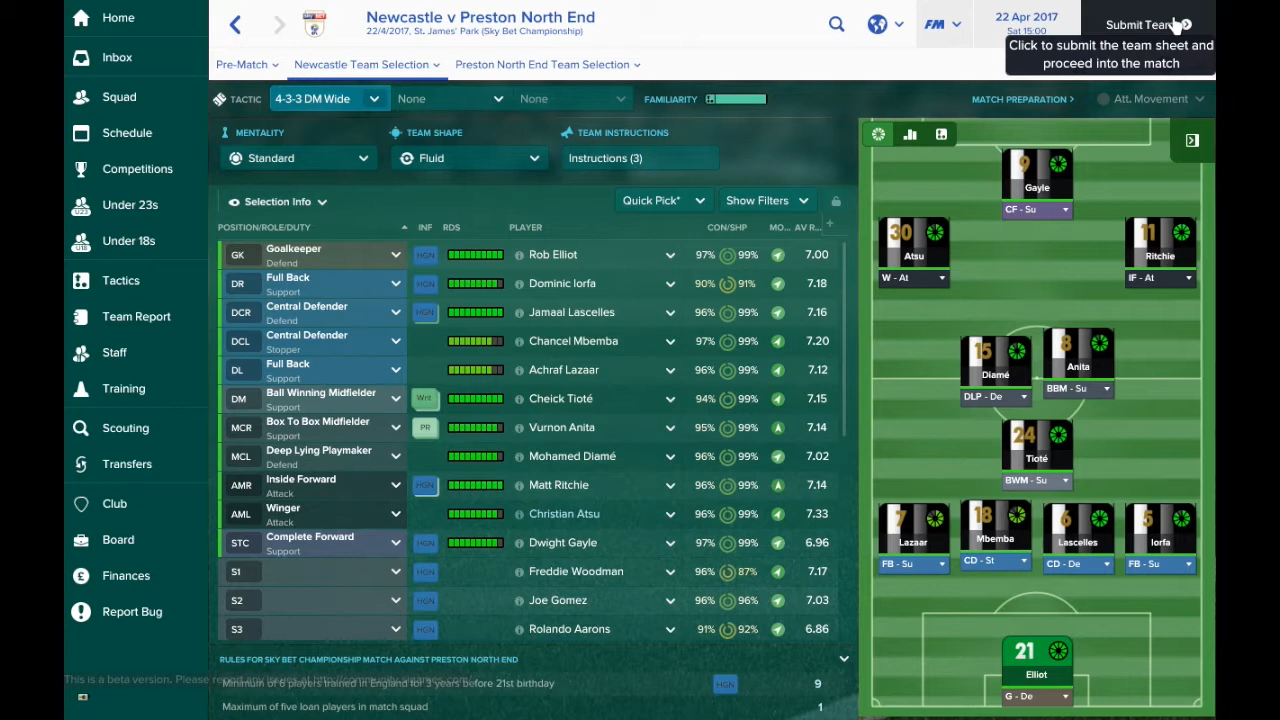 Home
Inbox
Squad
Schedule
Competitions
U23 Under 23s
U18 Under 18s
Tactics
Team Report
Staff
Training
Scouting
Transfers
Club
Board
Finances
Report Bug
SKY BET
Newcastle v Preston North End
22/4/2017, St. James' Park (Sky Bet Championship)
FM
22 Apr 2017
Sat 15:00
Submit Team
Click to submit the team sheet and
proceed into the match
Pre-Match
Newcastle Team Selection
Preston North End Team Selection
TACTIC 4-3-3 DM Wide None None FAMILIARITY MATCH PREPARATION > Att. Movement
MENTALITY TEAM SHAPE TEAM INSTRUCTIONS
Standard Fluid Instructions (3)
Selection Info Quick Pick* Show Filters
POSITION/ROLE/DUTY INF RDS PLAYER CON/SHP MO... AV R...
GK Goalkeeper Defend HGN Rob Elliot 97% 99% 7.00
DR Full Back Support HGN Dominic Iorfa 90% 91% 7.18
DCR Central Defender Defend HGN Jamaal Lascelles 96% 99% 7.16
DCL Central Defender Stopper Chancel Mbemba 97% 99% 7.20
DL Full Back Support Achraf Lazaar 96% 99% 7.12
DM Ball Winning Midfielder Support Wnt Cheick Tioté 94% 99% 7.15
MCR Box To Box Midfielder Support PR Vurnon Anita 95% 99% 7.14
MCL Deep Lying Playmaker Defend Mohamed Diamé 96% 99% 7.02
AMR Inside Forward Attack HGN Matt Ritchie 96% 99% 7.14
AML Winger Attack Christian Atsu 96% 99% 7.33
STC Complete Forward Support HGN Dwight Gayle 97% 99% 6.96
S1 HGN Freddie Woodman 96% 87% 7.17
S2 HGN Joe Gomez 96% 96% 7.03
S3 HGN Rolando Aarons 91% 92% 6.86
RULES FOR SKY BET CHAMPIONSHIP MATCH AGAINST PRESTON NORTH END
Minimum of 6 players trained in England for 3 years before 21st birthday HGN 9
Maximum of five loan players in match squad 1
9
Gayle
CF - Su
30
Atsu
W - At
11
Ritchie
IF - At
15
Diamé
DLP - De
8
Anita
BBM - Su
24
Tioté
BWM - Su
7
Lazaar
FB - Su
18
Mbemba
CD - St
6
Lascelles
CD - De
5
Iorfa
FB - Su
21
Elliot
G - De